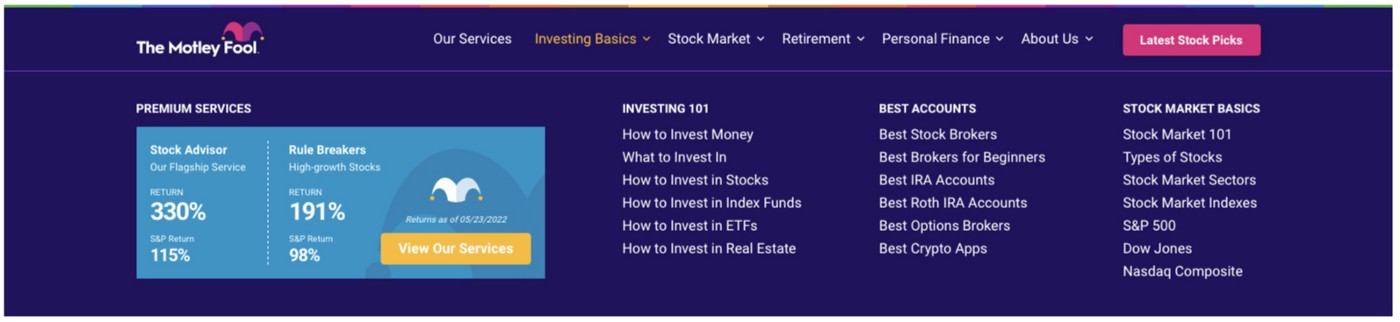 The Motley Fool.
Our Services
Investing Basics
Stock Market
Retirement
Personal Finance
About Us
Latest Stock Picks
PREMIUM SERVICES
Stock Advisor
Our Flagship Service
RETURN
330%
S&P Return
115%
Rule Breakers
High-growth Stocks
RETURN
191%
S&P Return
98%
Returns as of 05/23/2022
View Our Services
INVESTING 101
How to Invest Money
What to Invest In
How to Invest in Stocks
How to Invest in Index Funds
How to Invest in ETFs
How to Invest in Real Estate
BEST ACCOUNTS
Best Stock Brokers
Best Brokers for Beginners
Best IRA Accounts
Best Roth IRA Accounts
Best Options Brokers
Best Crypto Apps
STOCK MARKET BASICS
Stock Market 101
Types of Stocks
Stock Market Sectors
Stock Market Indexes
S&P 500
Dow Jones
Nasdaq Composite